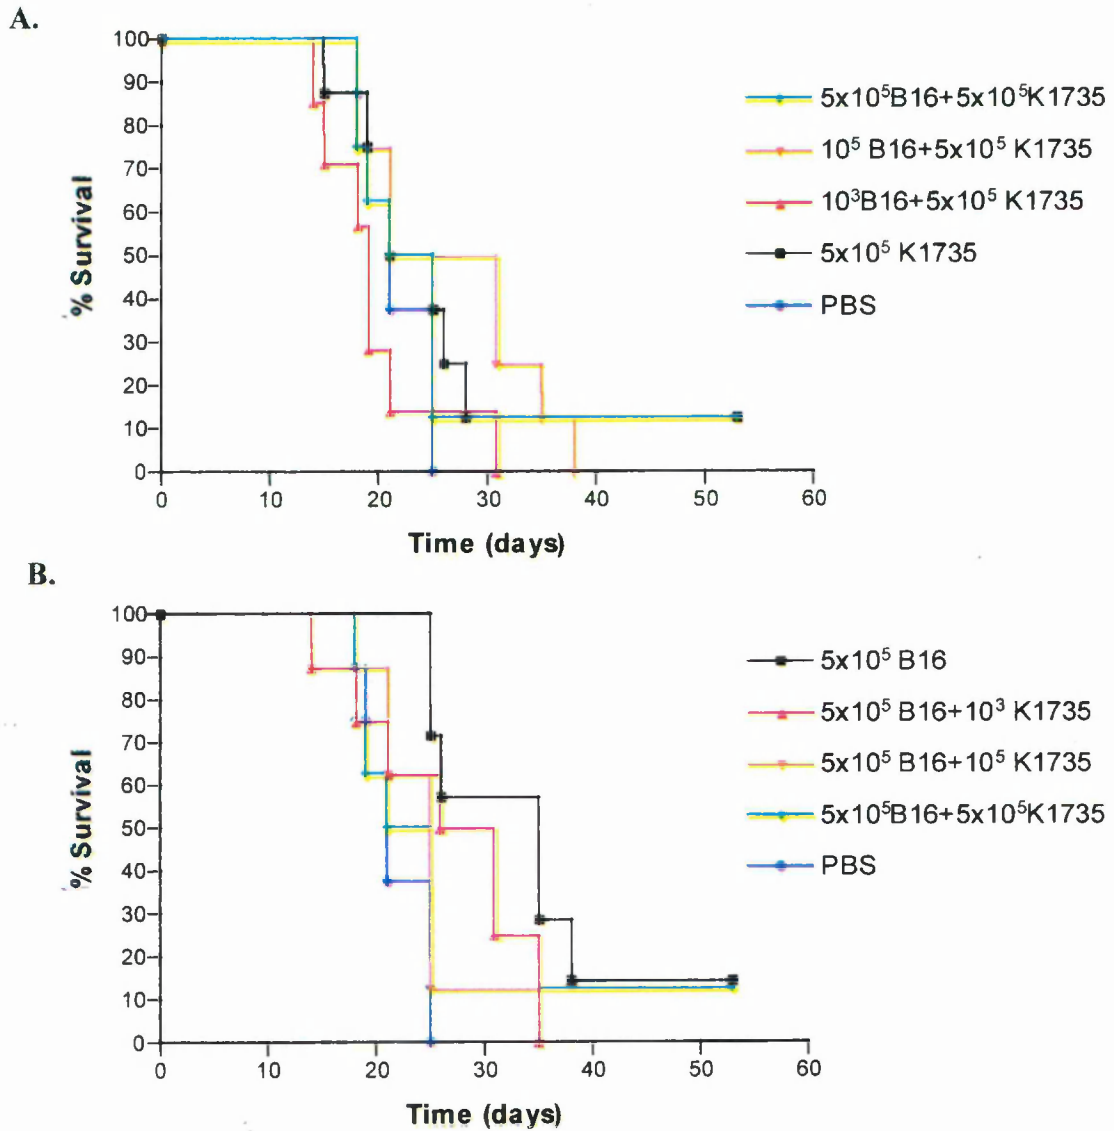 A.
100
90
80
70
60
50
40
30
20
10
0
% Survival
0 10 20 30 40 50 60
Time (days)
5x10⁵B16+5x10⁵K1735
10⁵ B16+5x10⁵ K1735
10³B16+5x10⁵ K1735
5x10⁵ K1735
PBS
B.
100
90
80
70
60
50
40
30
20
10
0
% Survival
0 10 20 30 40 50 60
Time (days)
5x10⁵ B16
5x10⁵ B16+10³ K1735
5x10⁵ B16+10⁵ K1735
5x10⁵B16+5x10⁵K1735
PBS